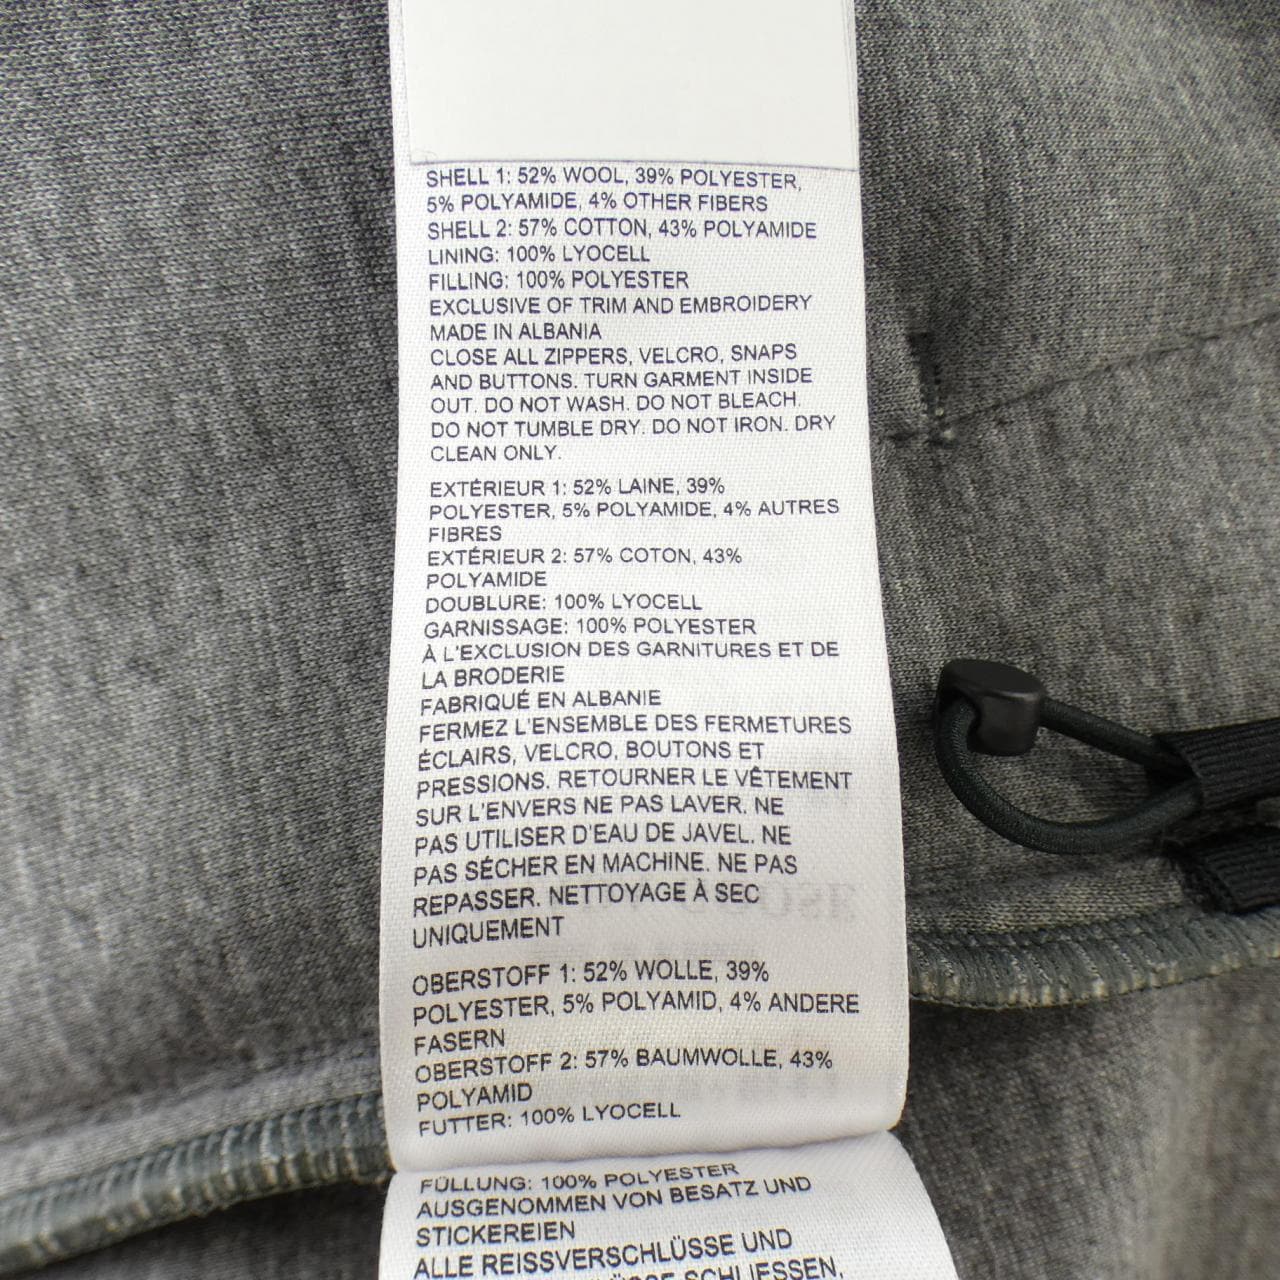 SHELL 1: 52% WOOL, 39% POLYESTER,
5% POLYAMIDE, 4% OTHER FIBERS
SHELL 2: 57% COTTON, 43% POLYAMIDE
LINING: 100% LYOCELL
FILLING: 100% POLYESTER
EXCLUSIVE OF TRIM AND EMBROIDERY
MADE IN ALBANIA
CLOSE ALL ZIPPERS, VELCRO, SNAPS
AND BUTTONS. TURN GARMENT INSIDE
OUT. DO NOT WASH. DO NOT BLEACH.
DO NOT TUMBLE DRY. DO NOT IRON. DRY
CLEAN ONLY.
EXTÉRIEUR 1: 52% LAINE, 39%
POLYESTER, 5% POLYAMIDE, 4% AUTRES
FIBRES
EXTÉRIEUR 2: 57% COTON, 43%
POLYAMIDE
DOUBLURE: 100% LYOCELL
GARNISSAGE: 100% POLYESTER
À L'EXCLUSION DES GARNITURES ET DE
LA BRODERIE
FABRIQUÉ EN ALBANIE
FERMEZ L'ENSEMBLE DES FERMETURES
ÉCLAIRS, VELCRO, BOUTONS ET
PRESSIONS. RETOURNER LE VÊTEMENT
SUR L'ENVERS NE PAS LAVER. NE
PAS UTILISER D'EAU DE JAVEL. NE
PAS SÉCHER EN MACHINE. NE PAS
REPASSER. NETTOYAGE À SEC
UNIQUEMENT
OBERSTOFF 1: 52% WOLLE, 39%
POLYESTER, 5% POLYAMID, 4% ANDERE
FASERN
OBERSTOFF 2: 57% BAUMWOLLE, 43%
POLYAMID
FUTTER: 100% LYOCELL
FÜLLUNG: 100% POLYESTER
AUSGENOMMEN VON BESATZ UND
STICKEREIEN
ALLE REISSVERSCHLÜSSE UND
SCHLIESSEN,